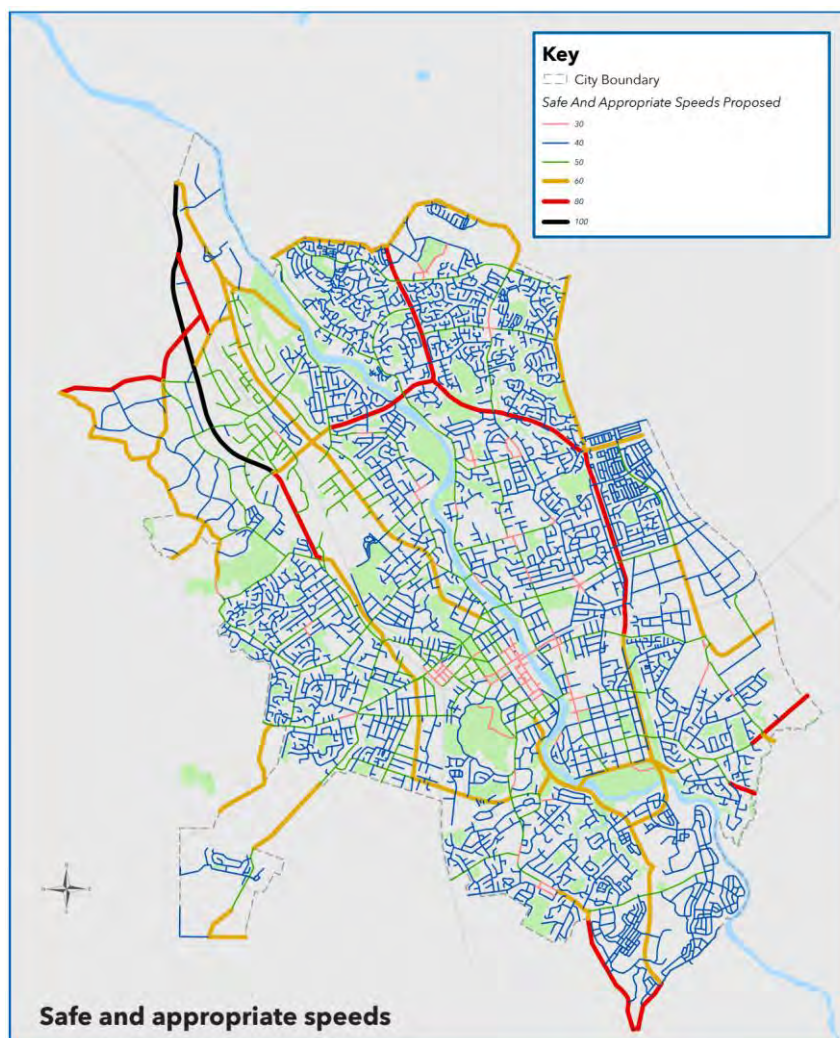 Key
City Boundary
Safe And Appropriate Speeds Proposed
30
40
50
60
80
100
Safe and appropriate speeds